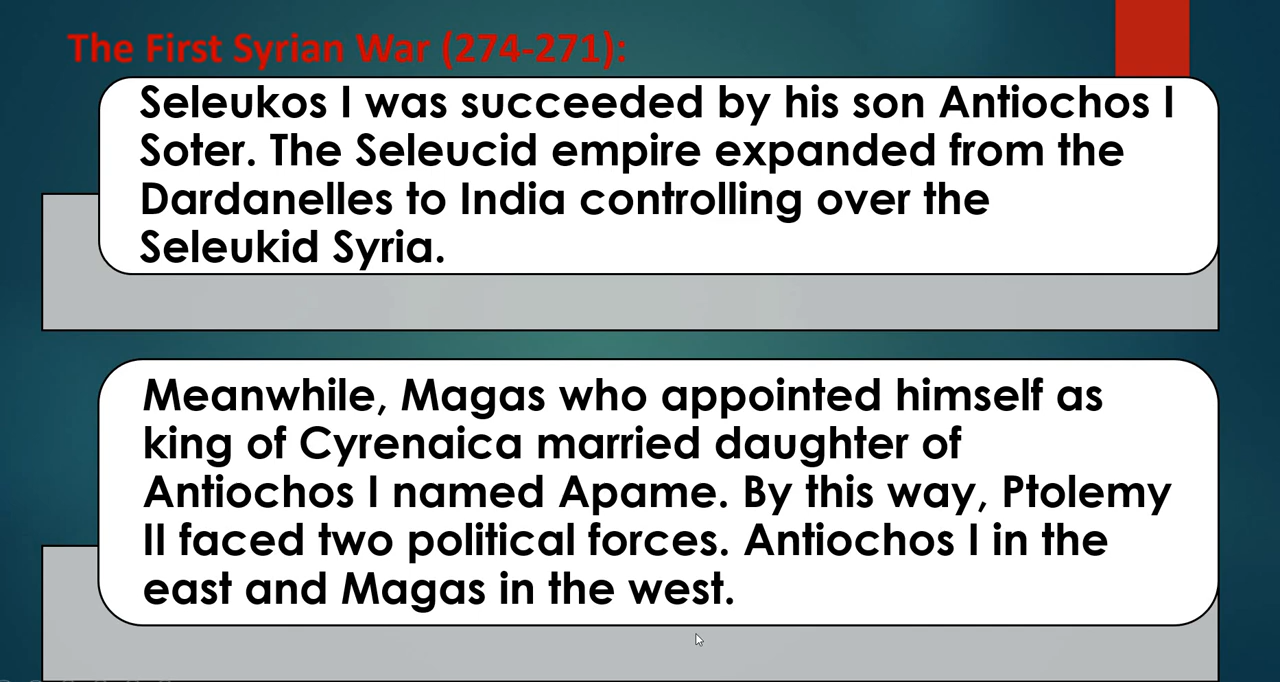 The First Syrian War (274-271):
Seleukos I was succeeded by his son Antiochos I
Soter. The Seleucid empire expanded from the
Dardanelles to India controlling over the
Seleukid Syria.
Meanwhile, Magas who appointed himself as
king of Cyrenaica married daughter of
Antiochos I named Apame. By this way, Ptolemy
II faced two political forces. Antiochos I in the
east and Magas in the west.